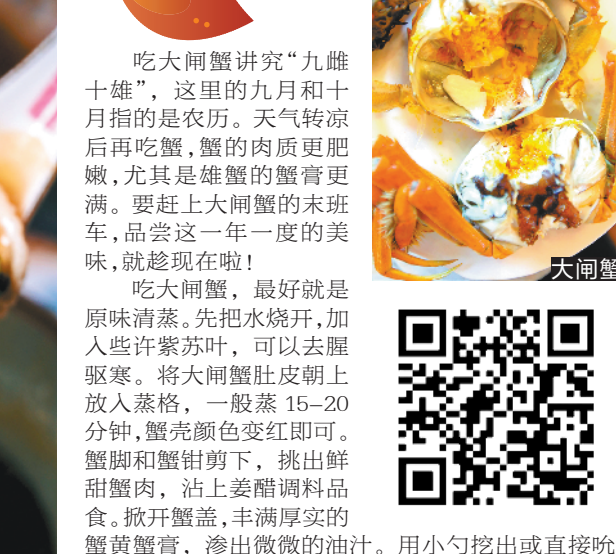 吃大闸蟹讲究“九雌
十雄”，这里的九月和十
月指的是农历。天气转凉
后再吃蟹,蟹的肉质更肥
嫩,尤其是雄蟹的蟹膏更
满。要赶上大闸蟹的末班
车,品尝这一年一度的美
味,就趁现在啦!
吃大闸蟹，最好就是
原味清蒸。先把水烧开,加
入些许紫苏叶，可以去腥
驱寒。将大闸蟹肚皮朝上
放入蒸格，一般蒸 15–20
分钟,蟹壳颜色变红即可。
蟹脚和蟹钳剪下，挑出鲜
甜蟹肉，沾上姜醋调料品
食。掀开蟹盖,丰满厚实的
蟹黄蟹膏，渗出微微的油汁。用小勺挖出或直接吮
大闸蟹